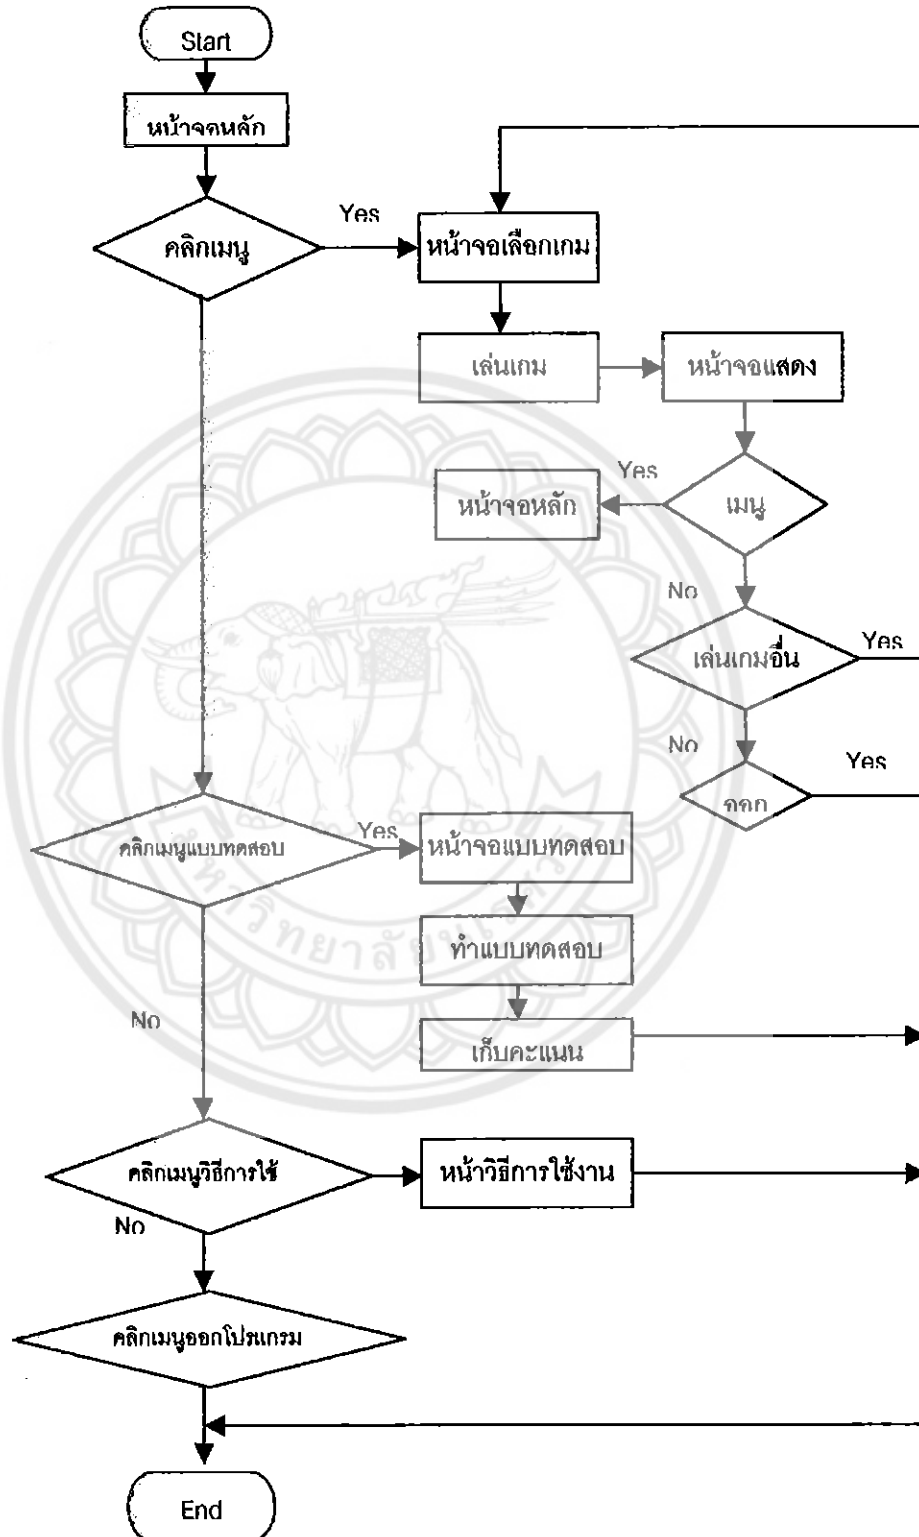 Start
หน้าจอหลัก
คลิกเมนู
Yes
หน้าจอเลือกเกม
เล่นเกม
หน้าจอแสดง
Yes
หน้าจอหลัก
เมนู
No
เล่นเกมอื่น
Yes
No
ออก
Yes
คลิกเมนูแบบทดสอบ
Yes
หน้าจอแบบทดสอบ
ทำแบบทดสอบ
No
เก็บคะแนน
คลิกเมนูวิธีการใช้
หน้าวิธีการใช้งาน
No
คลิกเมนูออกโปรแกรม
End